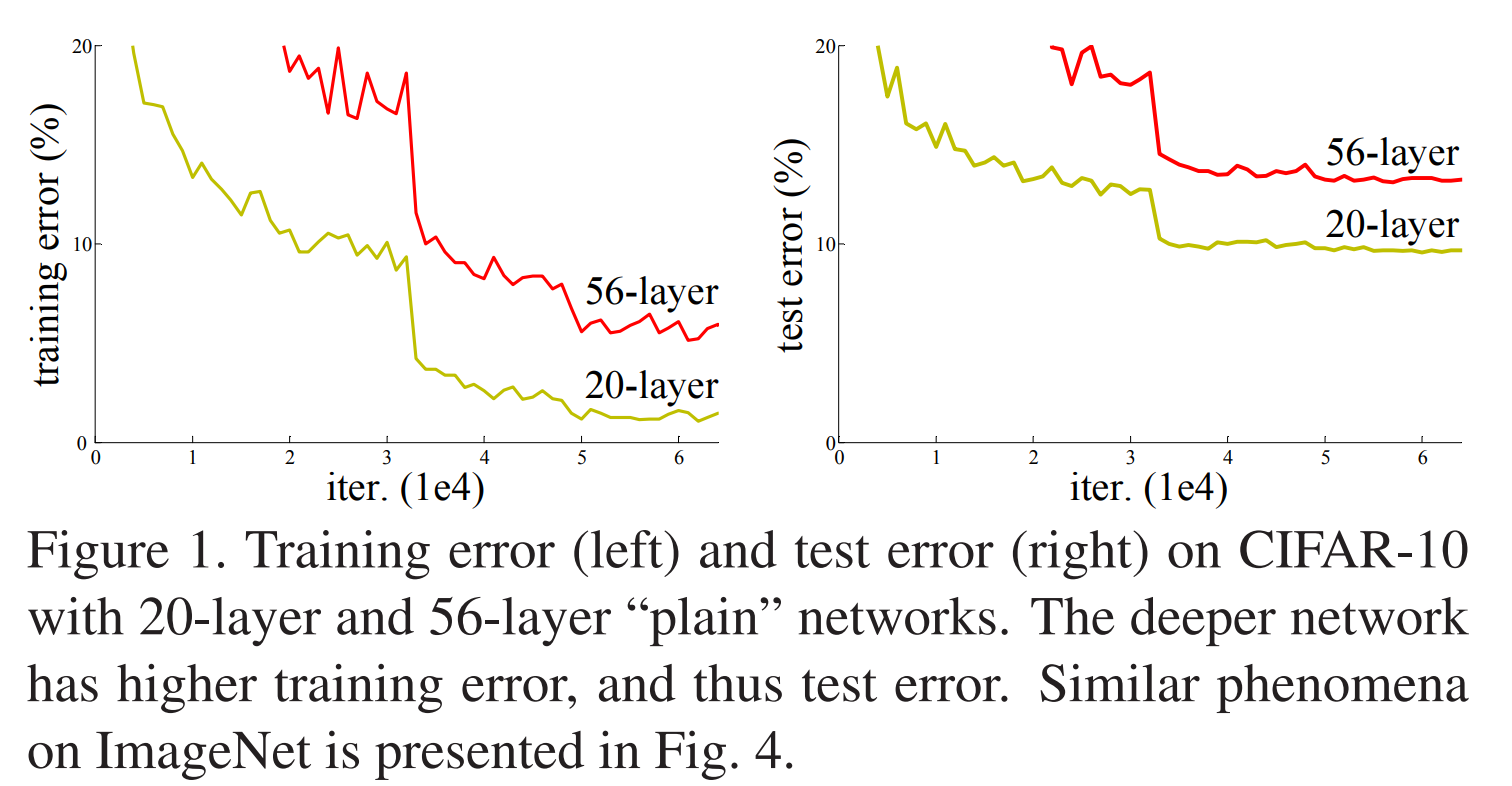 20
10
0
training error (%)
56-layer
20-layer
0 1 2 3 4 5 6
iter. (1e4)
20
10
0
test error (%)
56-layer
20-layer
0 1 2 3 4 5 6
iter. (1e4)
Figure 1. Training error (left) and test error (right) on CIFAR-10
with 20-layer and 56-layer “plain” networks. The deeper network
has higher training error, and thus test error. Similar phenomena
on ImageNet is presented in Fig. 4.